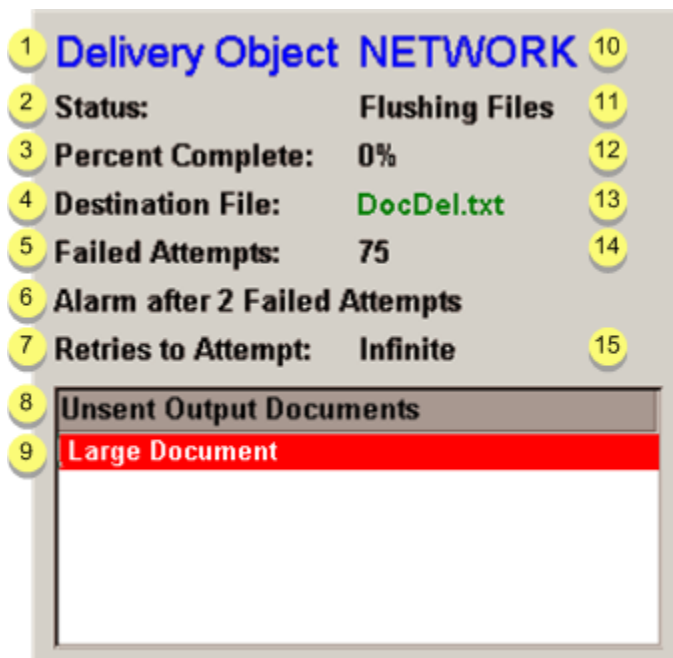 1 Delivery Object NETWORK 10
2 Status: Flushing Files 11
3 Percent Complete: 0% 12
4 Destination File: DocDel.txt 13
5 Failed Attempts: 75 14
6 Alarm after 2 Failed Attempts
7 Retries to Attempt: Infinite 15
8 Unsent Output Documents
9 Large Document